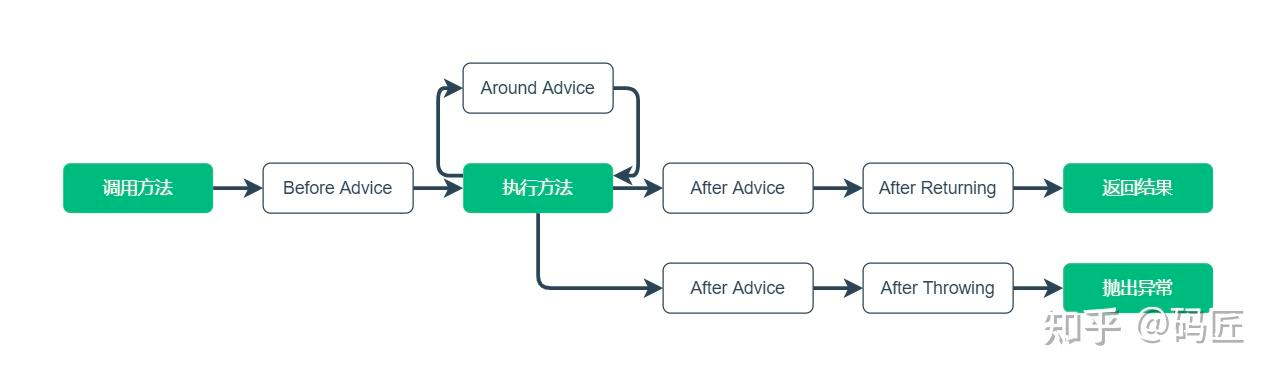 Around Advice
调用方法
Before Advice
执行方法
After Advice
After Returning
返回结果
After Advice
After Throwing
抛出异常
知乎 @码匠